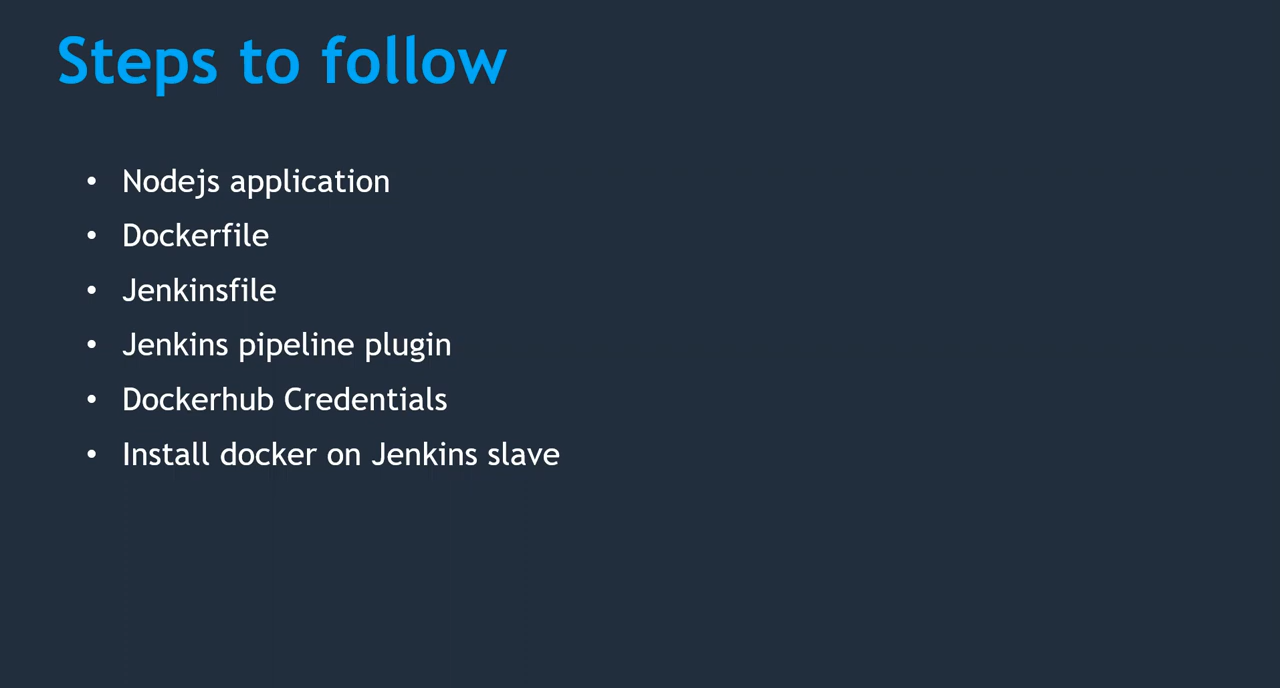 Steps to follow
• Nodejs application
• Dockerfile
• Jenkinsfile
• Jenkins pipeline plugin
• Dockerhub Credentials
• Install docker on Jenkins slave